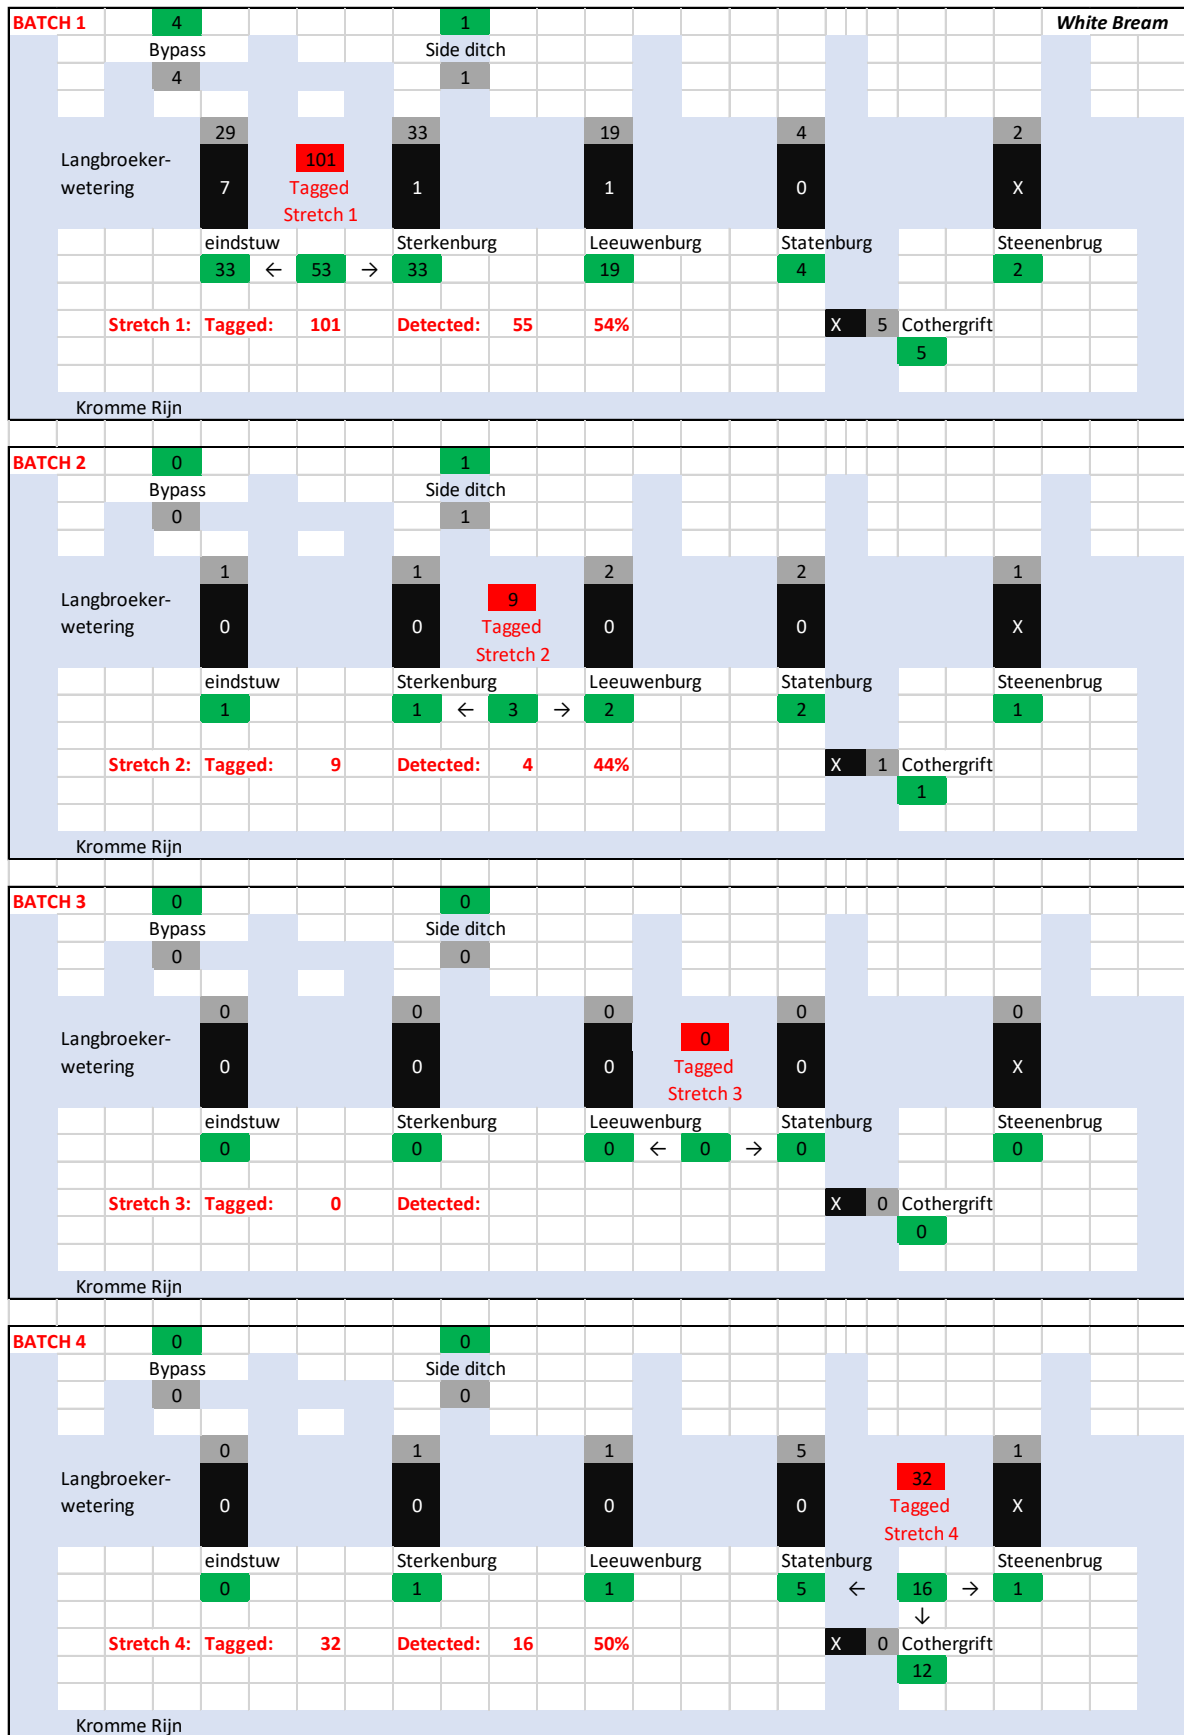 BATCH 1 4 1 White Bream
Bypass Side ditch
4 1
29 33 19 4 2
Langbroeker- 101
wetering 7 Tagged 1 1 0 X
Stretch 1
eindstuw Sterkenburg Leeuwenburg Statenburg Steenenbrug
33 ← 53 → 33 19 4 2
Stretch 1: Tagged: 101 Detected: 55 54% X 5 Cothergrift
5
Kromme Rijn
BATCH 2 0 1
Bypass Side ditch
0 1
1 1 2 2 1
Langbroeker- 9
wetering 0 0 Tagged 0 0 X
Stretch 2
eindstuw Sterkenburg Leeuwenburg Statenburg Steenenbrug
1 1 ← 3 → 2 2 1
Stretch 2: Tagged: 9 Detected: 4 44% X 1 Cothergrift
1
Kromme Rijn
BATCH 3 0 0
Bypass Side ditch
0 0
0 0 0 0 0
Langbroeker- 0
wetering 0 0 0 Tagged 0 X
Stretch 3
eindstuw Sterkenburg Leeuwenburg Statenburg Steenenbrug
0 0 0 ← 0 → 0 0
Stretch 3: Tagged: 0 Detected: X 0 Cothergrift
0
Kromme Rijn
BATCH 4 0 0
Bypass Side ditch
0 0
0 1 1 5 1
Langbroeker- 32
wetering 0 0 0 0 Tagged X
Stretch 4
eindstuw Sterkenburg Leeuwenburg Statenburg Steenenbrug
0 1 1 5 ← 16 → 1
↓
Stretch 4: Tagged: 32 Detected: 16 50% X 0 Cothergrift
12
Kromme Rijn